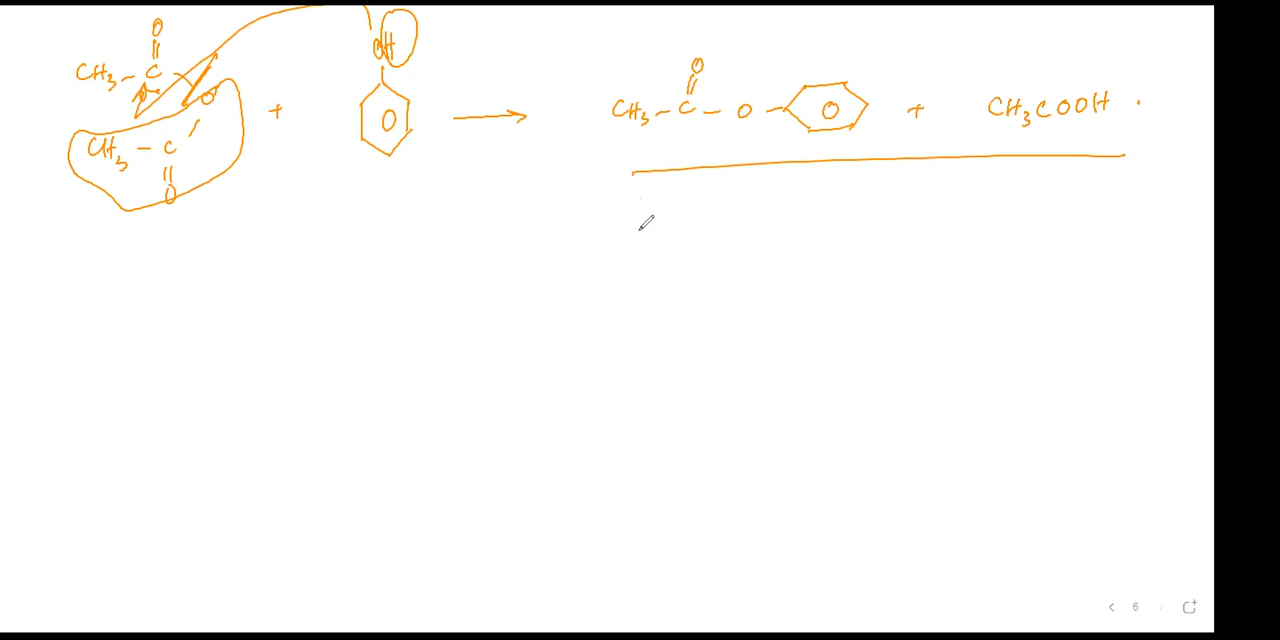 O
||
CH₃ - C
O
CH₃ - C
||
O
+
OH
→
O
||
CH₃ - C - O -
+ CH₃COOH .
6